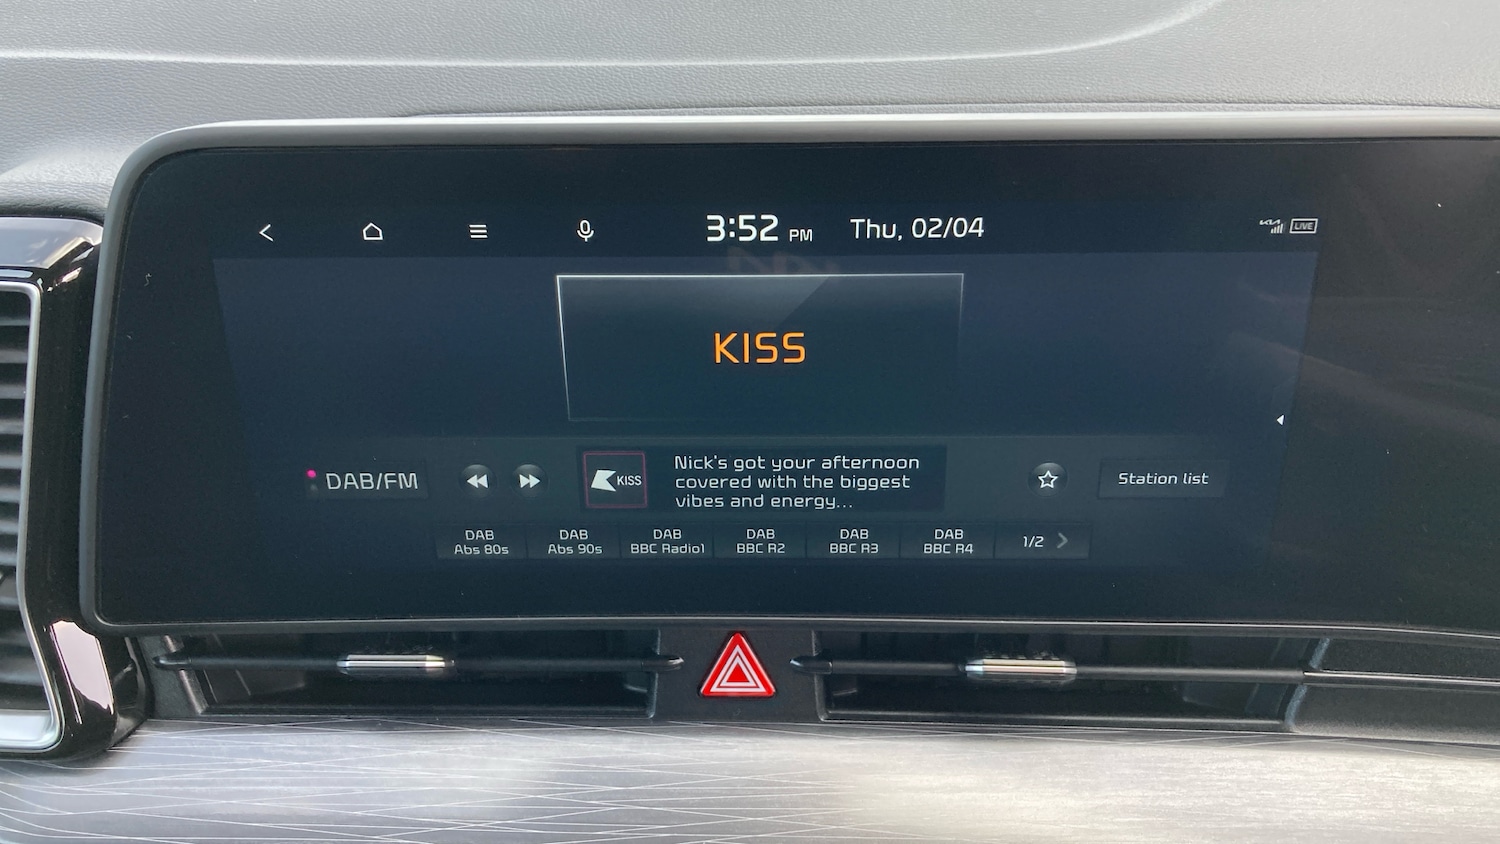 3:52 PM Thu, 02/04
KIA LIVE
KISS
DAB/FM
KISS
Nick's got your afternoon
covered with the biggest
vibes and energy...
Station list
DAB
Abs 80s
DAB
Abs 90s
DAB
BBC Radio1
DAB
BBC R2
DAB
BBC R3
DAB
BBC R4
1/2